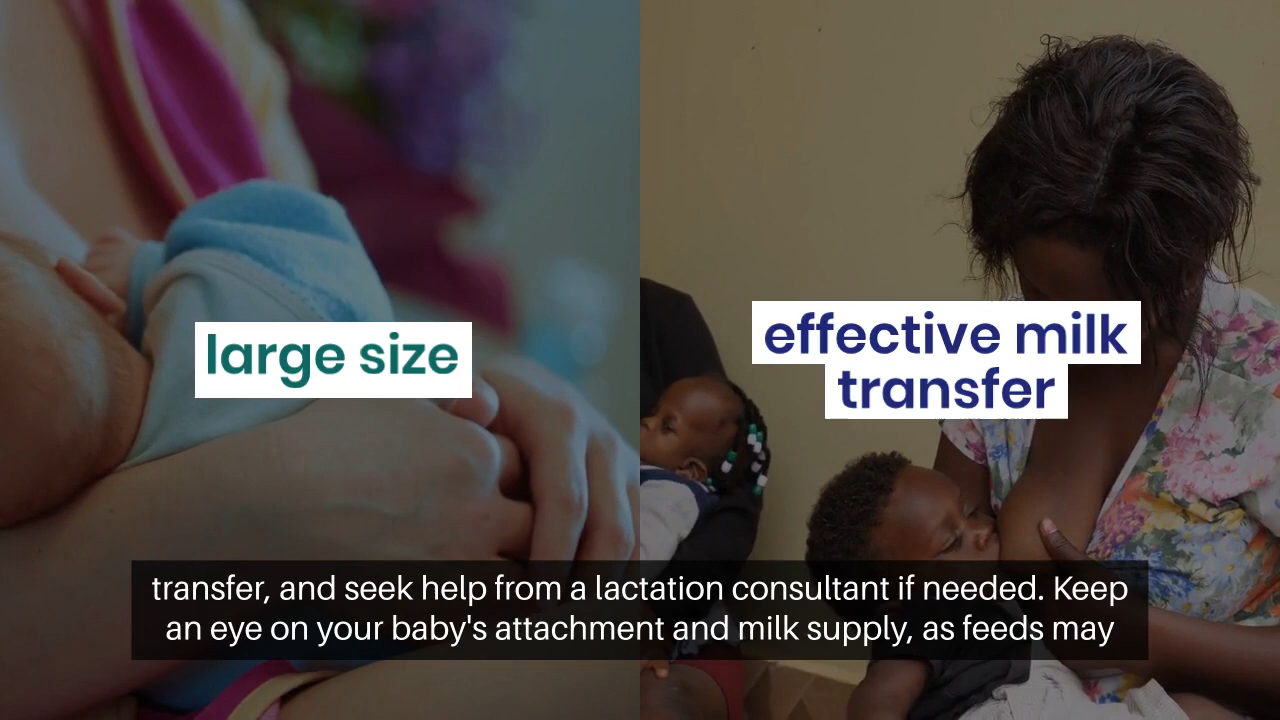 large size
effective milk
transfer
transfer, and seek help from a lactation consultant if needed. Keep
an eye on your baby's attachment and milk supply, as feeds may